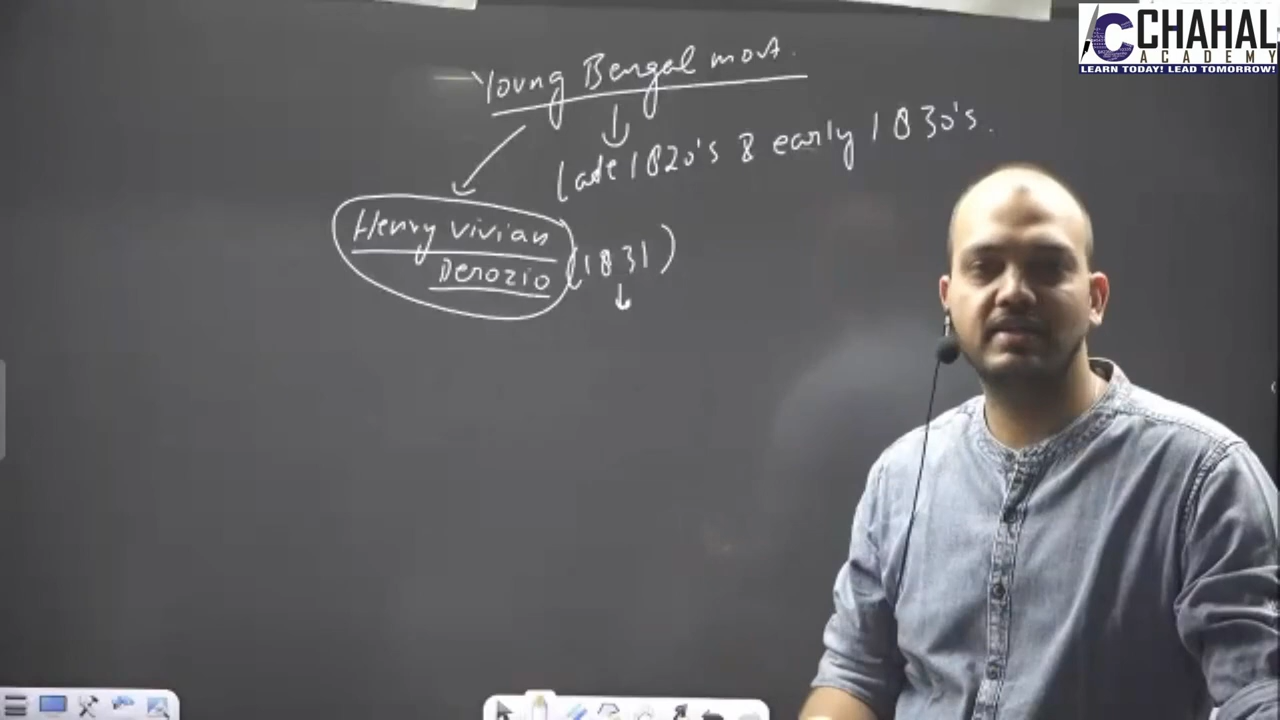 CHAHAL
ACADEMY
LEARN TODAY! LEAD TOMORROW!
Young Bengal movt.
late 1820's & early 1830's.
Henry Vivian
Derozio (1831)